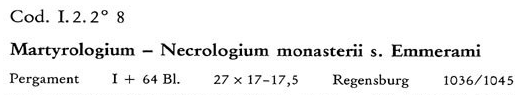 Cod. I.2.2° 8
Martyrologium – Necrologium monasterii s. Emmerami
Pergament I + 64 Bl. 27 × 17–17,5 Regensburg 1036/1045